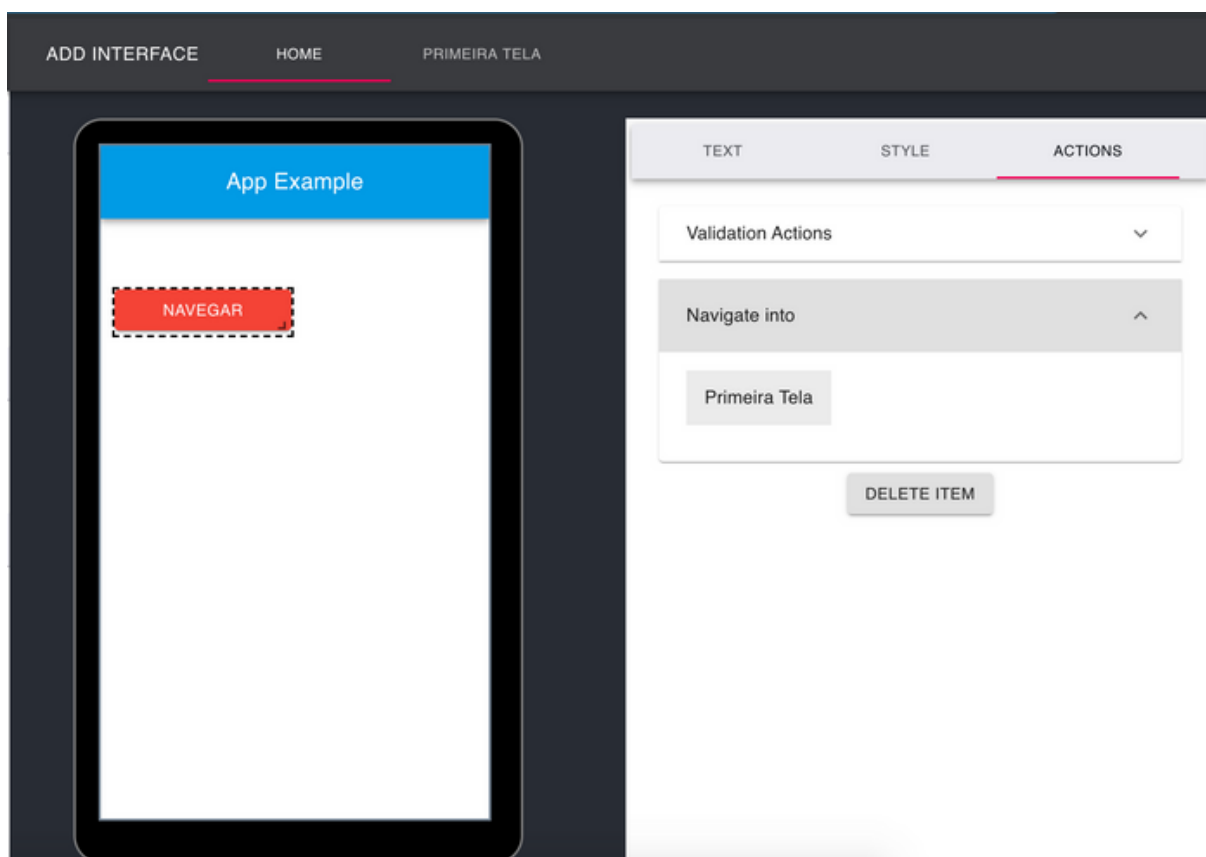 ADD INTERFACE HOME PRIMEIRA TELA
App Example
NAVEGAR
TEXT STYLE ACTIONS
Validation Actions
Navigate into
Primeira Tela
DELETE ITEM